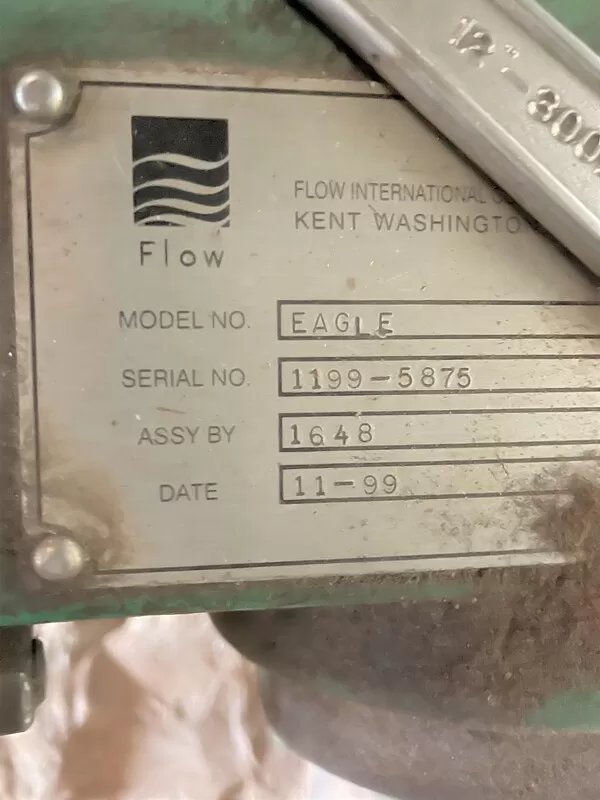 12"-300
Flow
FLOW INTERNATIONAL
KENT WASHINGTO
MODEL NO. EAGLE
SERIAL NO. 1199-5875
ASSY BY 1648
DATE 11-99